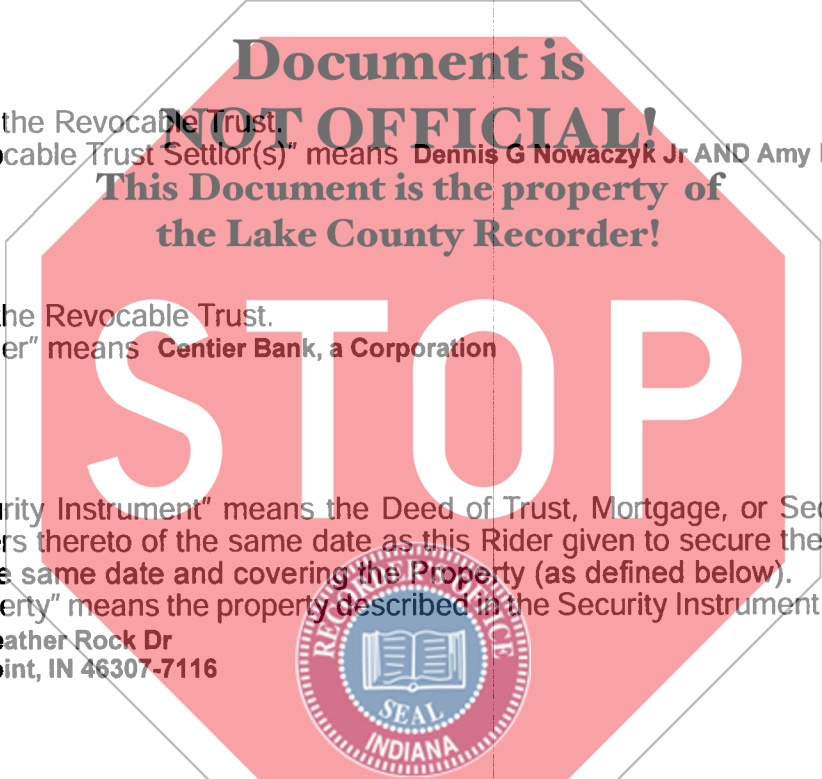 Document is
the Revocable Trust.
NOT OFFICIAL!
ocable Trust Settlor(s)" means Dennis G Nowaczyk Jr AND Amy
This Document is the property of
the Lake County Recorder!
the Revocable Trust.
er" means Centier Bank, a Corporation
STOP
rity Instrument" means the Deed of Trust, Mortgage, or Sec
rs thereto of the same date as this Rider given to secure the
e same date and covering the Property (as defined below).
erty" means the property described in the Security Instrument
eather Rock Dr
oint, IN 46307-7116
RECORDER'S OFFICE
SEAL
INDIANA